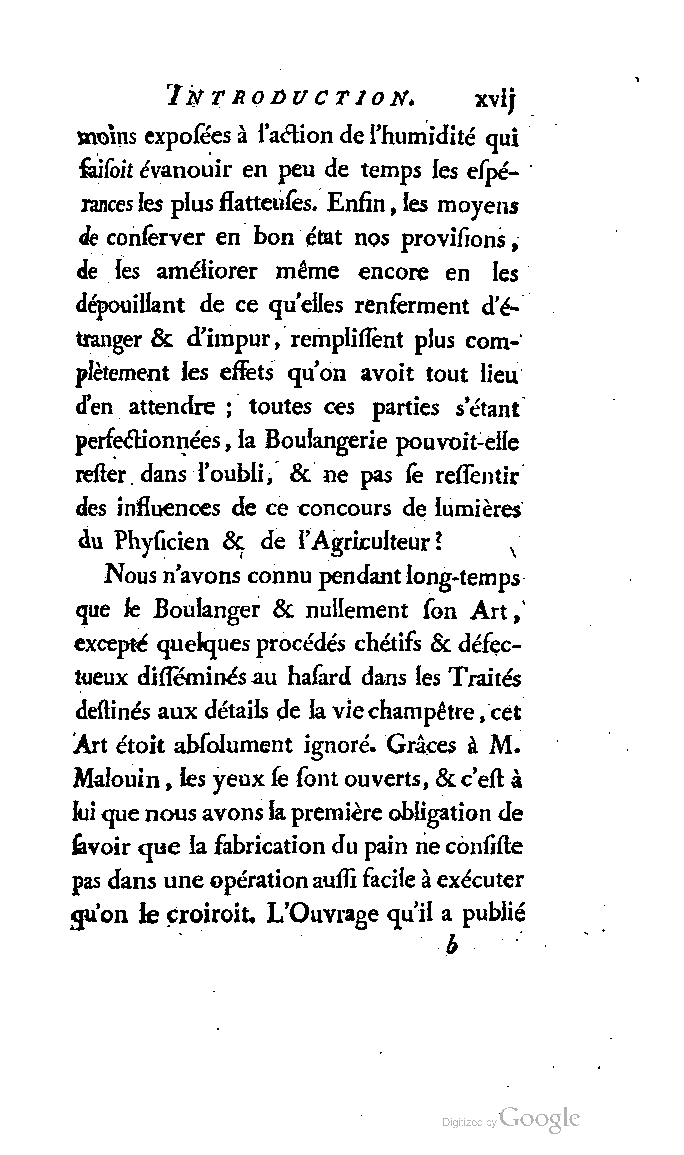 INTRODUCTION. xvij
moins expoſées à l'action de l'humidité qui
faiſoit évanouir en peu de temps les eſpé-
rances les plus flatteuſes. Enfin, les moyens
de conſerver en bon état nos proviſions,
de les améliorer même encore en les
dépouillant de ce qu'elles renferment d'é-
tranger & d'impur, rempliſſent plus com-
plètement les effets qu'on avoit tout lieu
d'en attendre ; toutes ces parties s'étant
perfectionnées, la Boulangerie pouvoit-elle
reſter dans l'oubli, & ne pas ſe reſſentir
des influences de ce concours de lumières
du Phyſicien & de l'Agriculteur?
Nous n'avons connu pendant long-temps
que le Boulanger & nullement ſon Art,
excepté quelques procédés chétifs & défec-
tueux diſſéminés au haſard dans les Traités
deſtinés aux détails de la vie champêtre, cet
Art étoit abſolument ignoré. Grâces à M.
Malouin, les yeux ſe ſont ouverts, & c'eſt à
lui que nous avons la première obligation de
ſavoir que la fabrication du pain ne conſiſte
pas dans une opération auſſi facile à exécuter
qu'on le croiroit. L'Ouvrage qu'il a publié
b
Digitized by Google